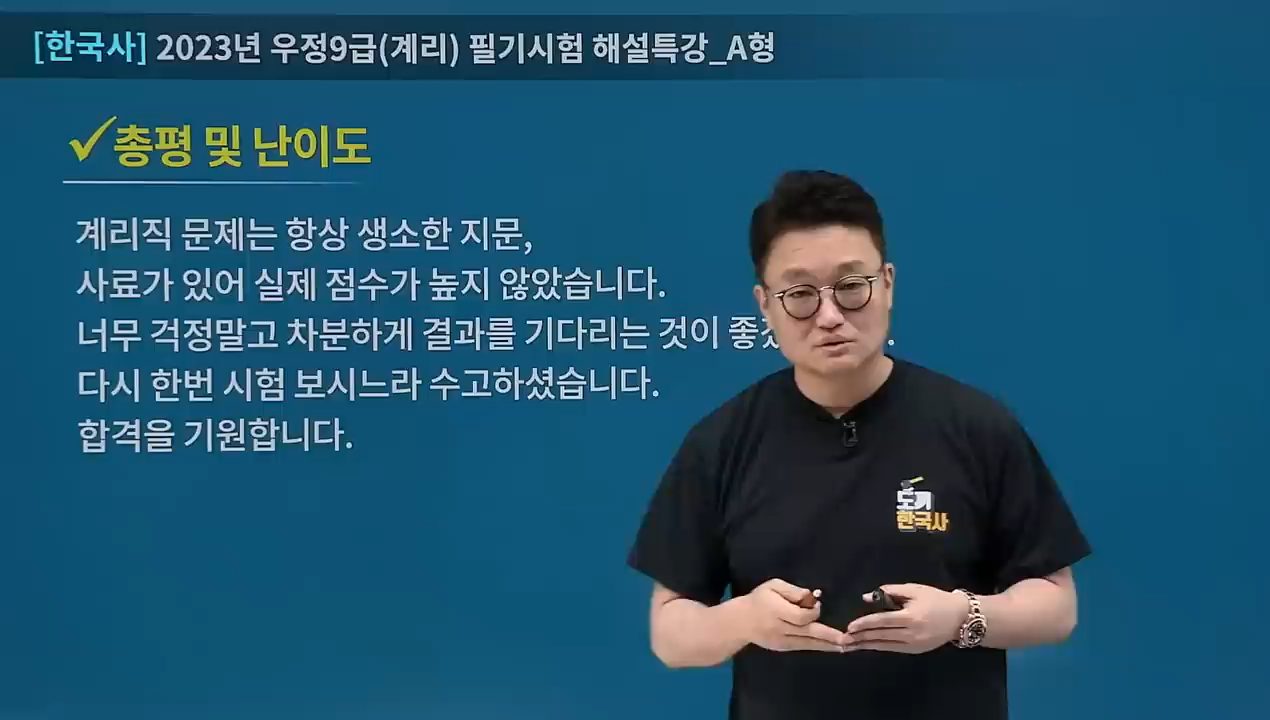 [한국사] 2023년 우정9급(계리) 필기시험 해설특강_A형
총평 및 난이도
계리직 문제는 항상 생소한 지문,
사료가 있어 실제 점수가 높지 않았습니다.
너무 걱정말고 차분하게 결과를 기다리는 것이 .
다시 한번 시험 보시느라 수고하셨습니다.
합격을 기원합니다.
도끼
한국사